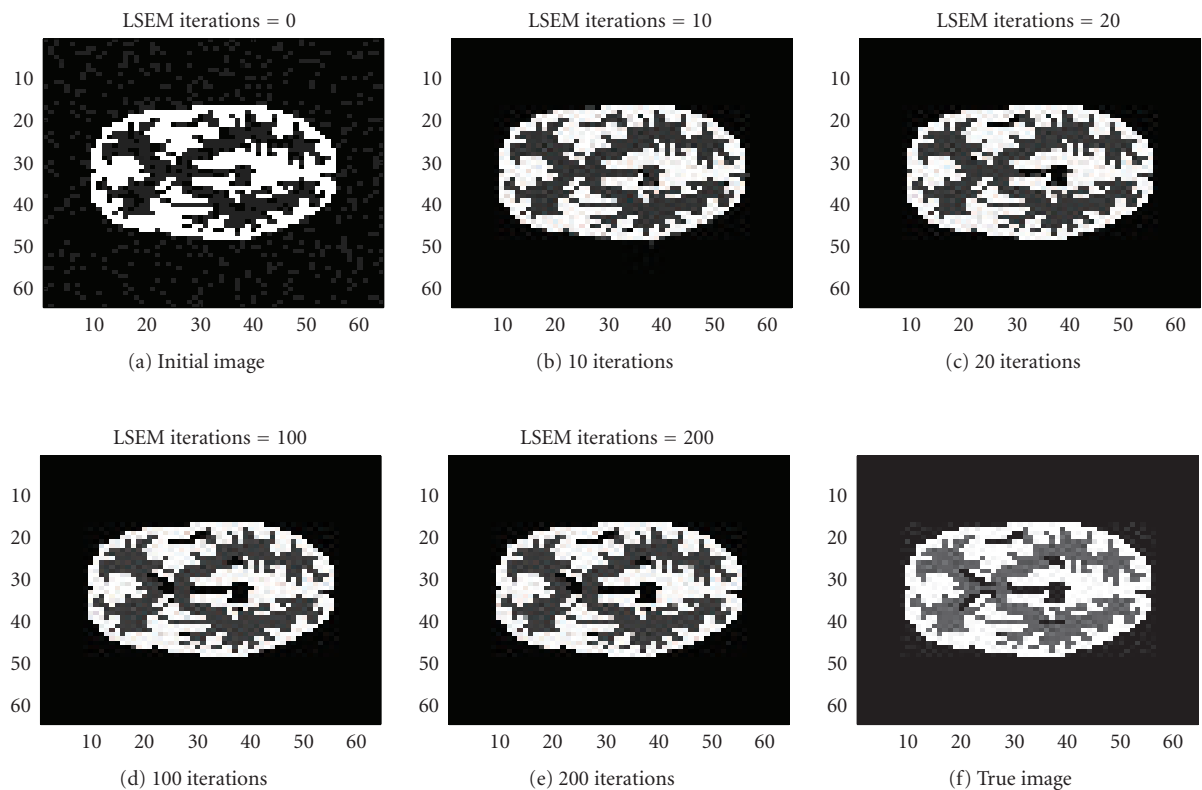 LSEM iterations = 0
LSEM iterations = 10
LSEM iterations = 20
10
20
30
40
50
60
10 20 30 40 50 60
10
20
30
40
50
60
10 20 30 40 50 60
10
20
30
40
50
60
10 20 30 40 50 60
(a) Initial image
(b) 10 iterations
(c) 20 iterations
LSEM iterations = 100
LSEM iterations = 200
10
20
30
40
50
60
10 20 30 40 50 60
10
20
30
40
50
60
10 20 30 40 50 60
10
20
30
40
50
60
10 20 30 40 50 60
(d) 100 iterations
(e) 200 iterations
(f) True image